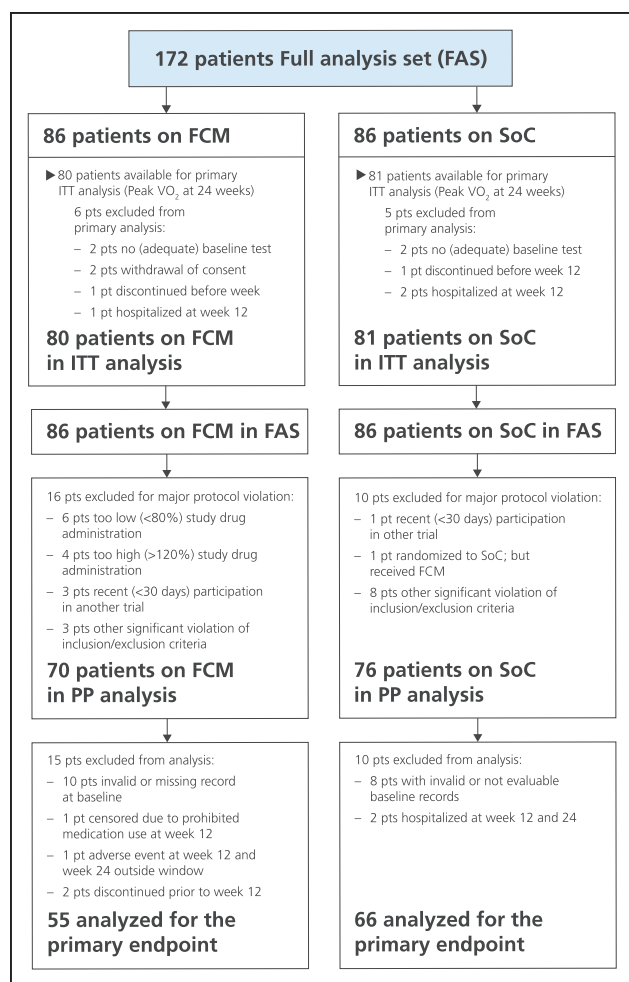 172 patients Full analysis set (FAS)
86 patients on FCM
▶ 80 patients available for primary
ITT analysis (Peak VO₂ at 24 weeks)
6 pts excluded from
primary analysis:
– 2 pts no (adequate) baseline test
– 2 pts withdrawal of consent
– 1 pt discontinued before week
– 1 pt hospitalized at week 12
80 patients on FCM
in ITT analysis
86 patients on SoC
▶ 81 patients available for primary
ITT analysis (Peak VO₂ at 24 weeks)
5 pts excluded from
primary analysis:
– 2 pts no (adequate) baseline test
– 1 pt discontinued before week 12
– 2 pts hospitalized at week 12
81 patients on SoC
in ITT analysis
86 patients on FCM in FAS
86 patients on SoC in FAS
16 pts excluded for major protocol violation:
– 6 pts too low (<80%) study drug
administration
– 4 pts too high (>120%) study drug
administration
– 3 pts recent (<30 days) participation
in another trial
– 3 pts other significant violation of
inclusion/exclusion criteria
70 patients on FCM
in PP analysis
10 pts excluded for major protocol violation:
– 1 pt recent (<30 days) participation
in other trial
– 1 pt randomized to SoC; but
received FCM
– 8 pts other significant violation of
inclusion/exclusion criteria
76 patients on SoC
in PP analysis
15 pts excluded from analysis:
– 10 pts invalid or missing record
at baseline
– 1 pt censored due to prohibited
medication use at week 12
– 1 pt adverse event at week 12 and
week 24 outside window
– 2 pts discontinued prior to week 12
55 analyzed for the
primary endpoint
10 pts excluded from analysis:
– 8 pts with invalid or not evaluable
baseline records
– 2 pts hospitalized at week 12 and 24
66 analyzed for the
primary endpoint